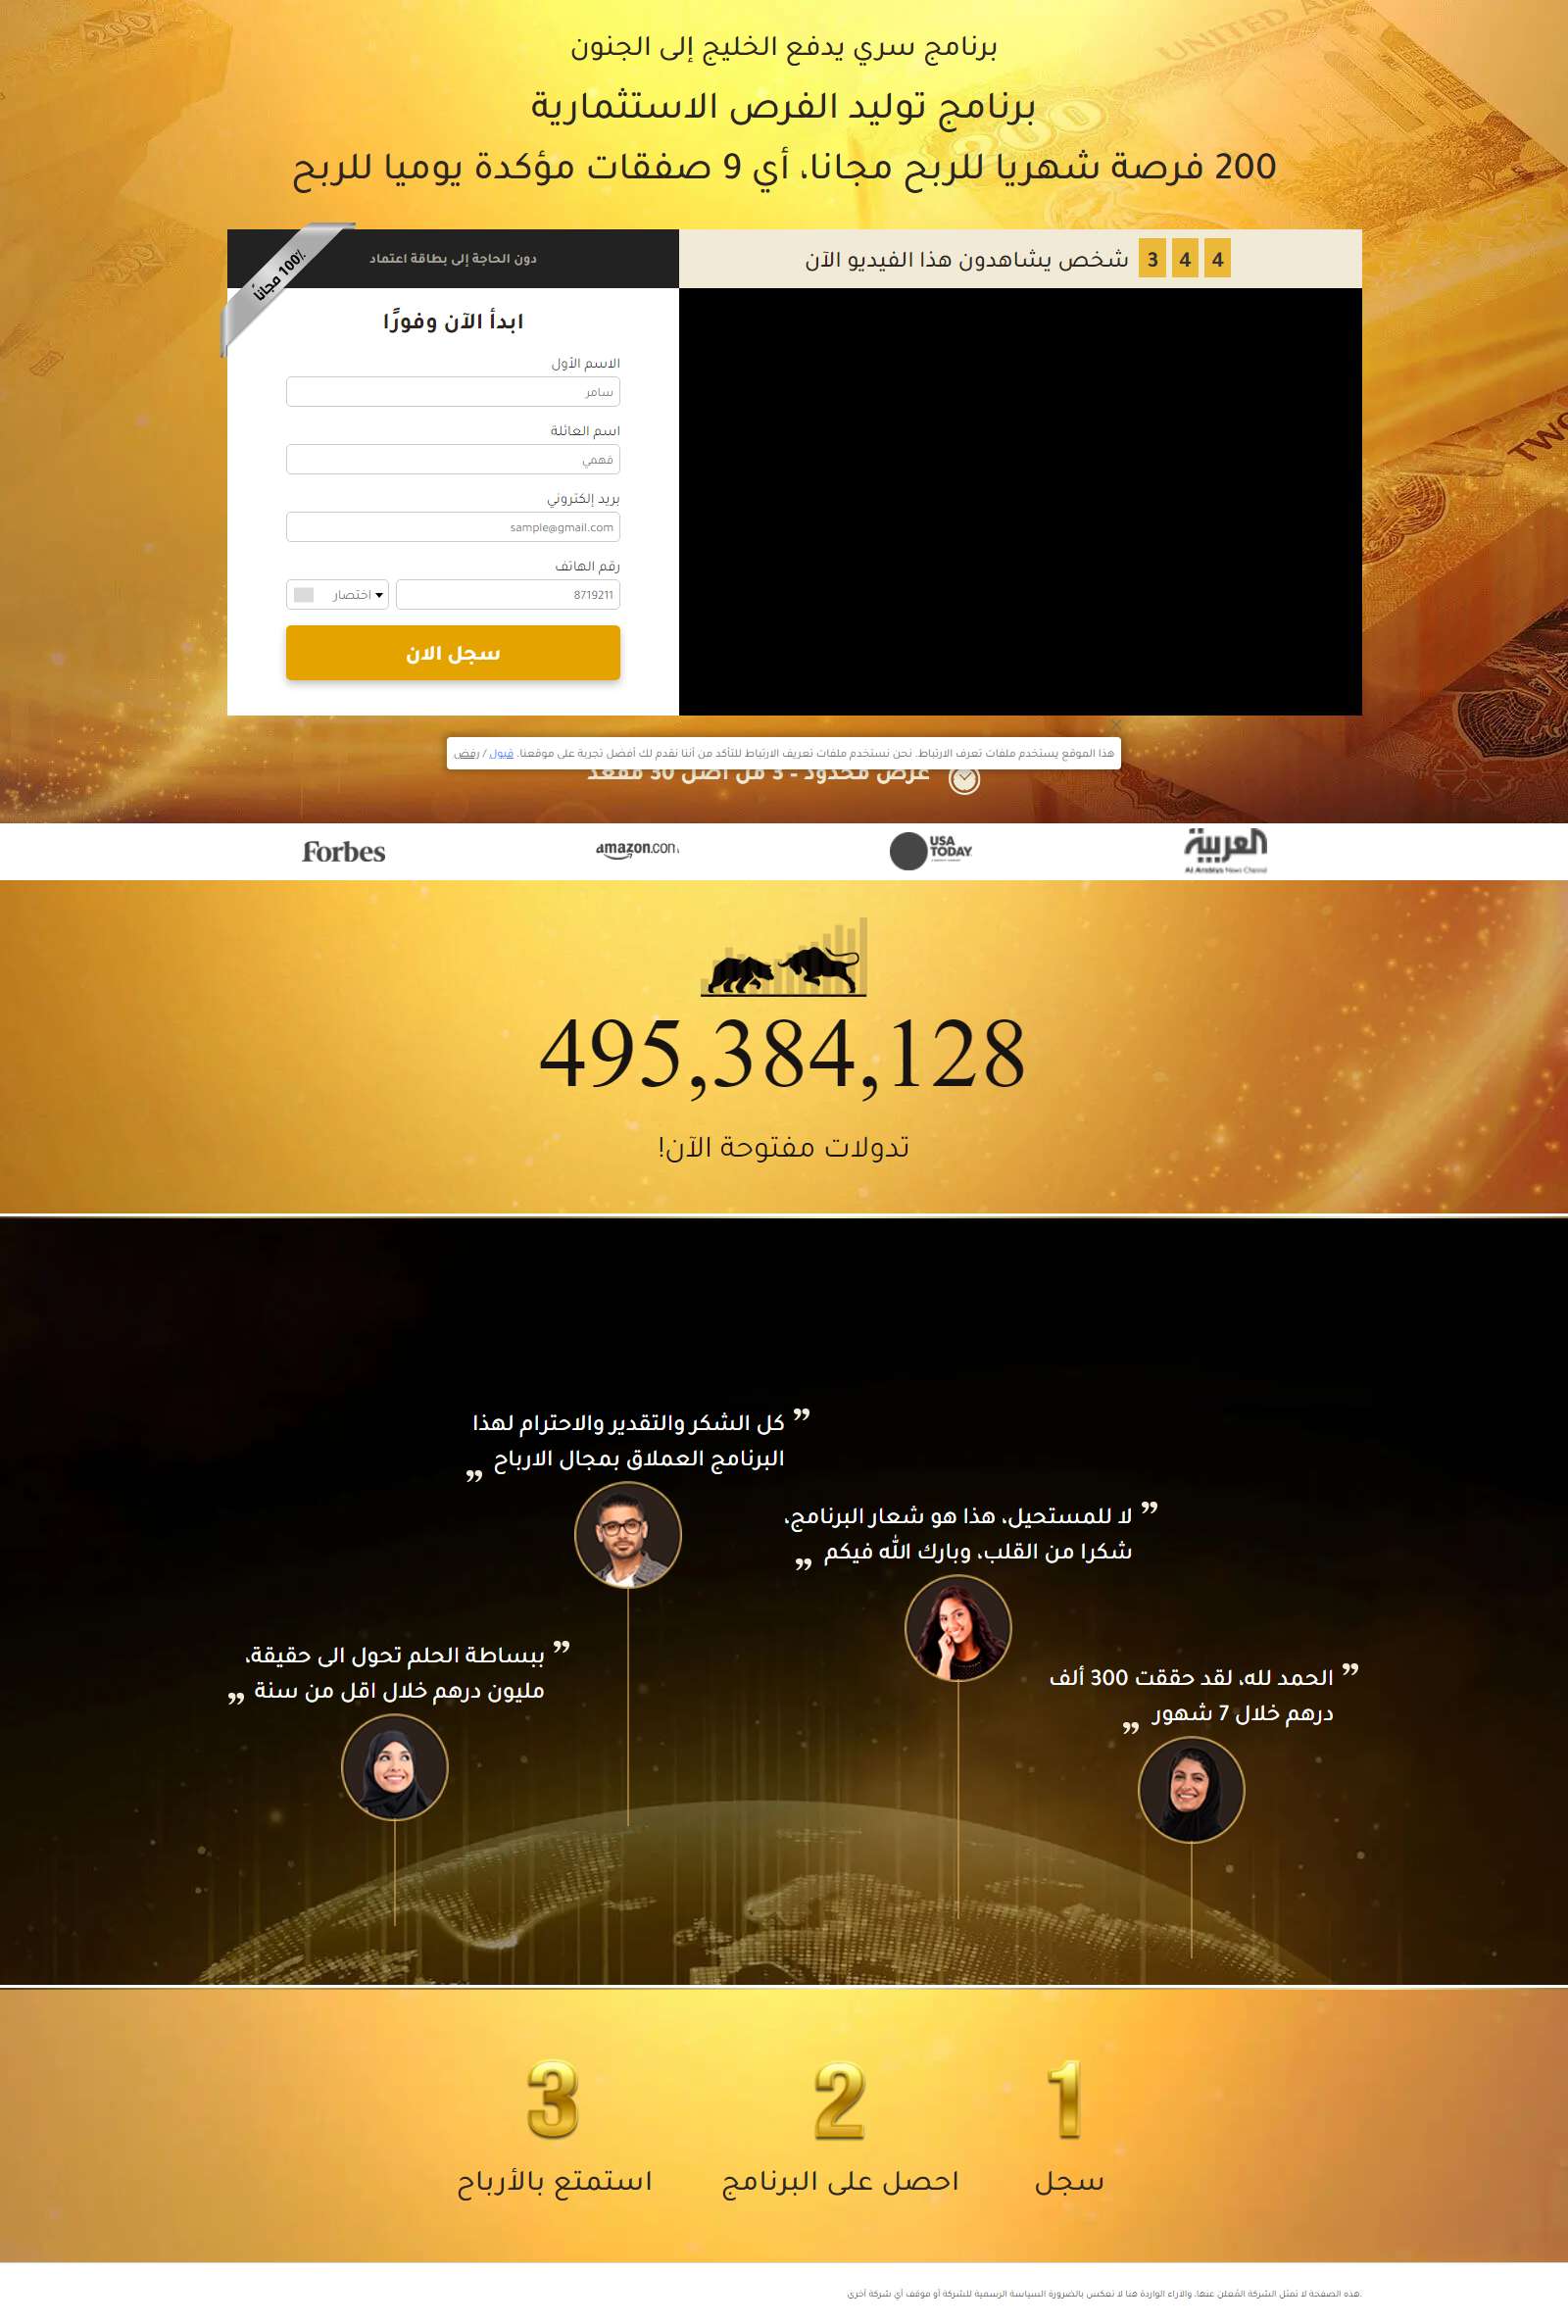 برنامج سري يدفع الخليج إلى الجنون
برنامج توليد الفرص الاستثمارية
200 فرصة شهريا للربح مجانا، أي 9 صفقات مؤكدة يوميا للربح
UNITED
200
200
200
TWO
3 4 4 شخص يشاهدون هذا الفيديو الآن
دون الحاجة إلى بطاقة اعتماد
100٪ مجاناً
ابدأ الآن وفورًا
الاسم الأول
سامر
اسم العائلة
فهمي
بريد إلكتروني
sample@gmail.com
رقم الهاتف
8719211
اختصار
سجل الان
هذا الموقع يستخدم ملفات تعرف الارتباط. نحن نستخدم ملفات تعريف الارتباط للتأكد من أننا نقدم لك أفضل تجربة على موقعنا. قبول / رفض
عرض محدود - 3 من أصل 30 مقعد
العربية
Al Arabiya News Channel
USA
TODAY
amazon.com
Forbes
495,384,128
تدولات مفتوحة الآن!
” كل الشكر والتقدير والاحترام لهذا
البرنامج العملاق بمجال الارباح „
” لا للمستحيل، هذا هو شعار البرنامج،
شكرا من القلب، وبارك الله فيكم „
” ببساطة الحلم تحول الى حقيقة،
مليون درهم خلال اقل من سنة „
” الحمد لله، لقد حققت 300 ألف
درهم خلال 7 شهور „
1
سجل
2
احصل على البرنامج
3
استمتع بالأرباح
هذه الصفحة لا تمثل الشركة المُعلن عنها. والآراء الواردة هنا لا تعكس بالضرورة السياسة الرسمية للشركة أو موقف أي شركة أخرى.